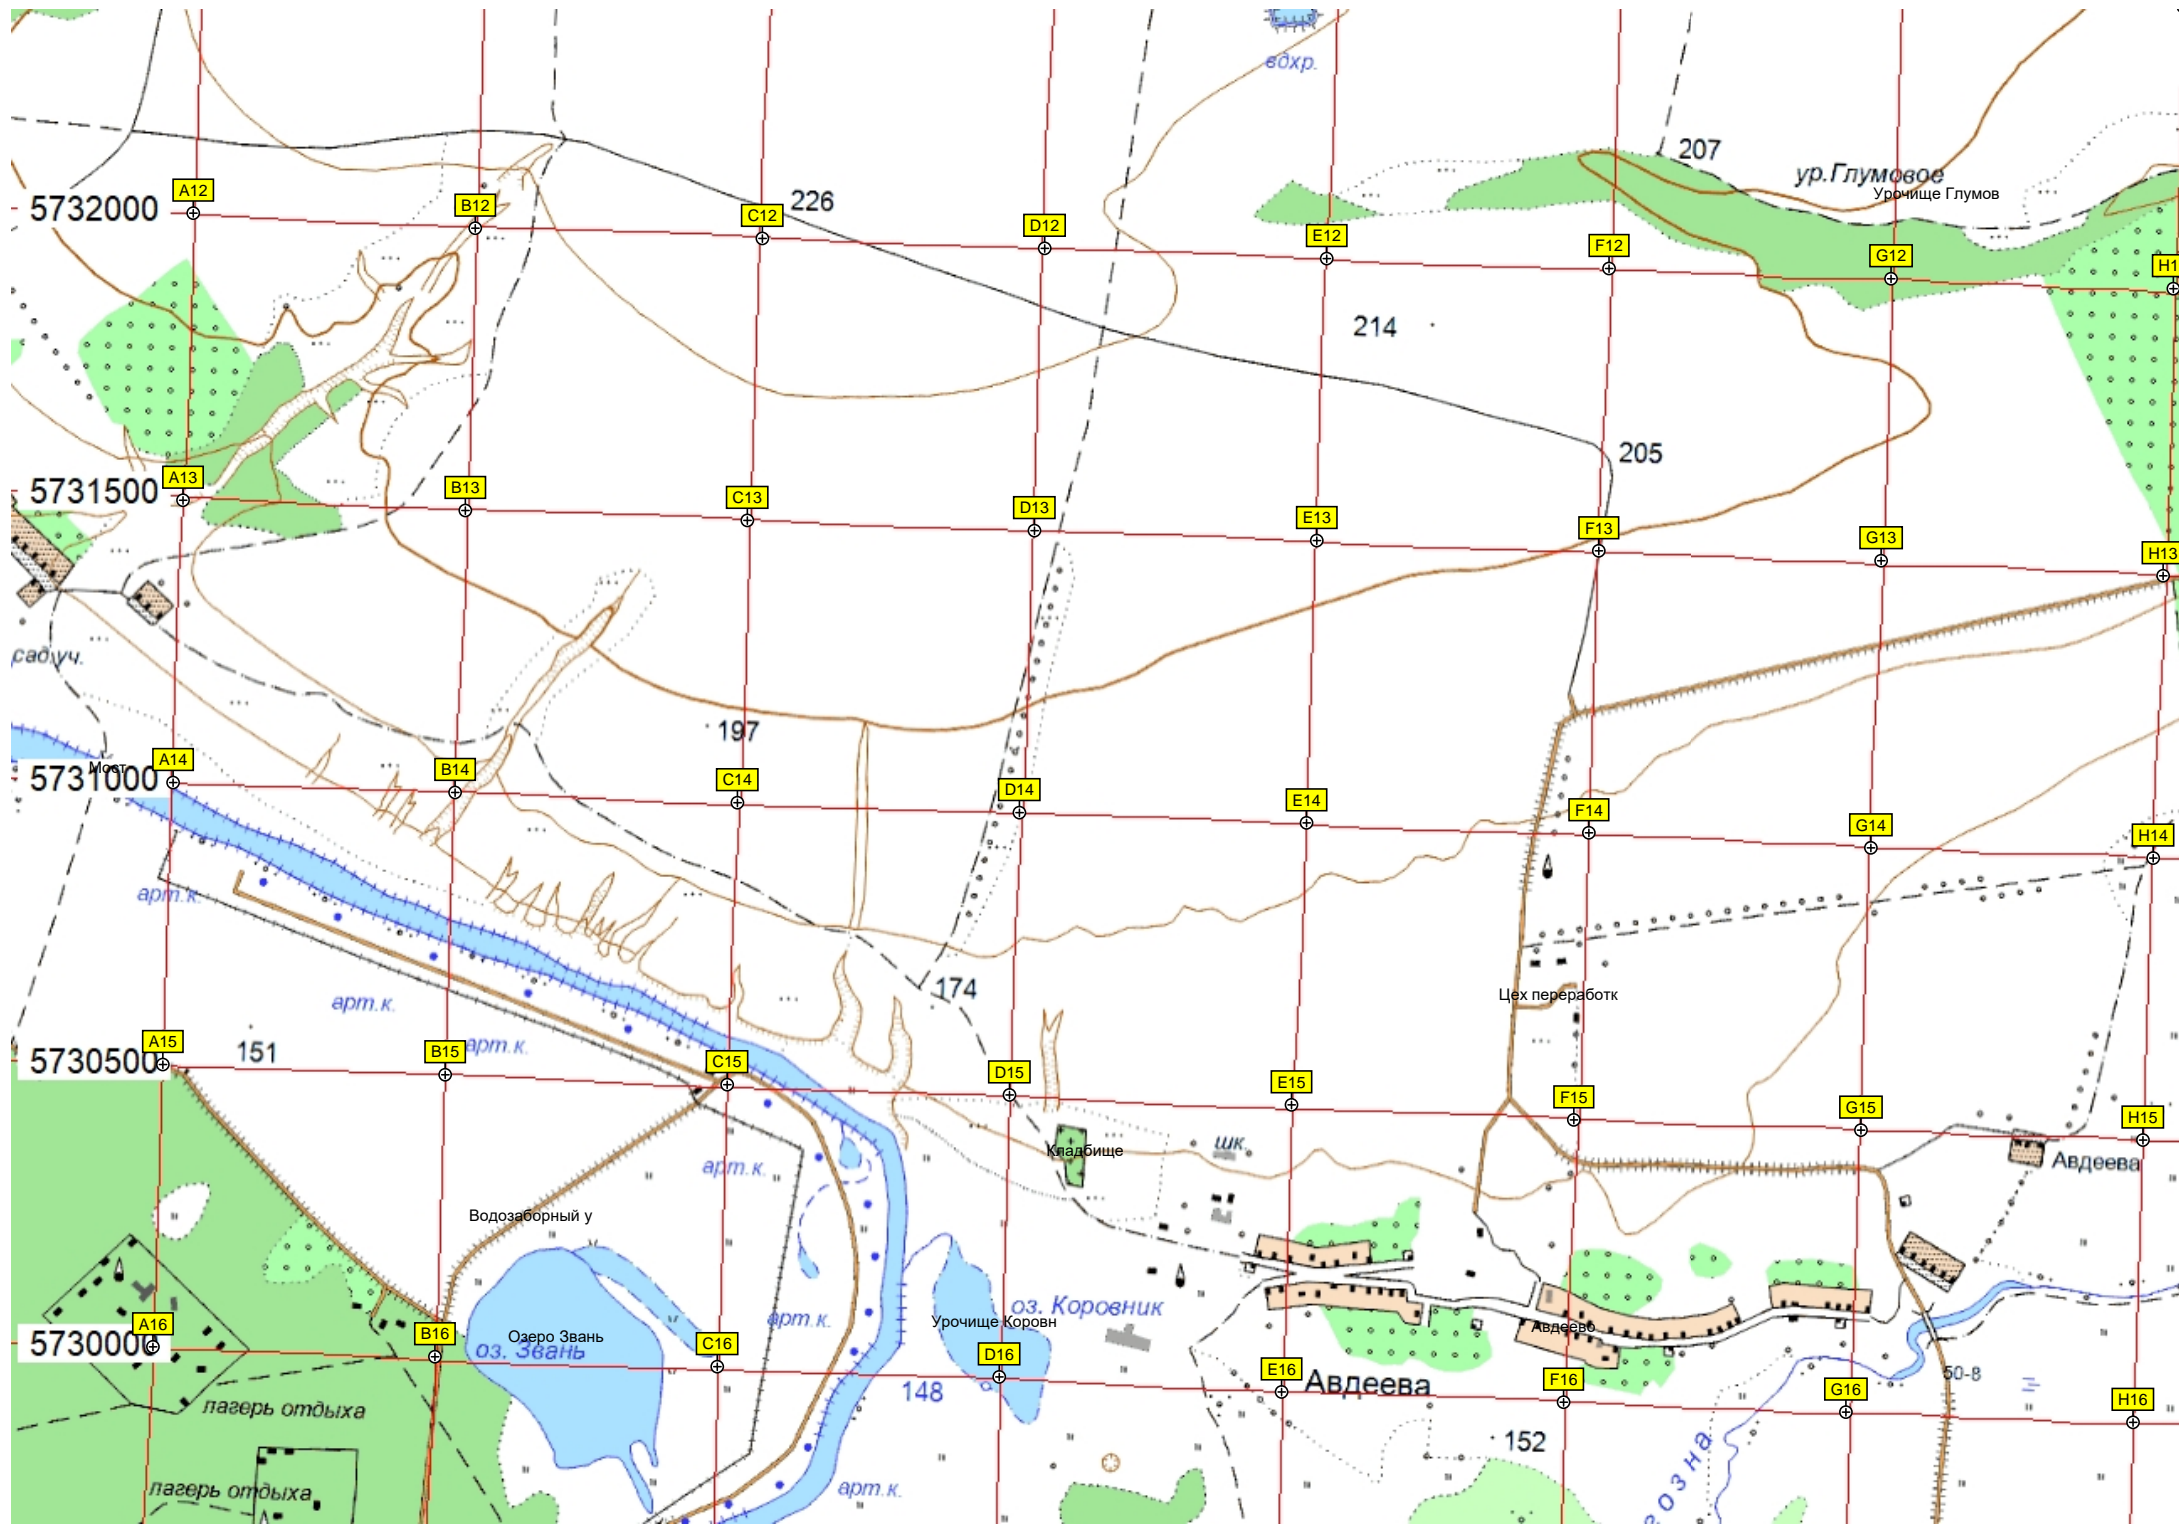 вдхр.
207
ур.Глумовое
Урочище Глумов
A12
5732000
B12
C12
226
D12
E12
F12
G12
H1
214
205
A13
5731500
B13
C13
D13
E13
F13
G13
H13
сад.уч.
197
Мост
A14
5731000
B14
C14
D14
E14
F14
G14
H14
арт.к.
174
Цех переработк
арт.к.
151
арт.к.
A15
5730500
B15
C15
D15
E15
F15
G15
H15
шк.
Кладбище
Авдеева
арт.к.
Водозаборный у
оз. Коровник
арт.к.
Урочище Коровн
Авдеево
A16
5730000
B16
Озеро Звань
оз. Звань
C16
D16
E16
F16
G16
H16
50-8
Авдеева
148
лагерь отдыха
152
лагерь отдыха
арт.к.
розна